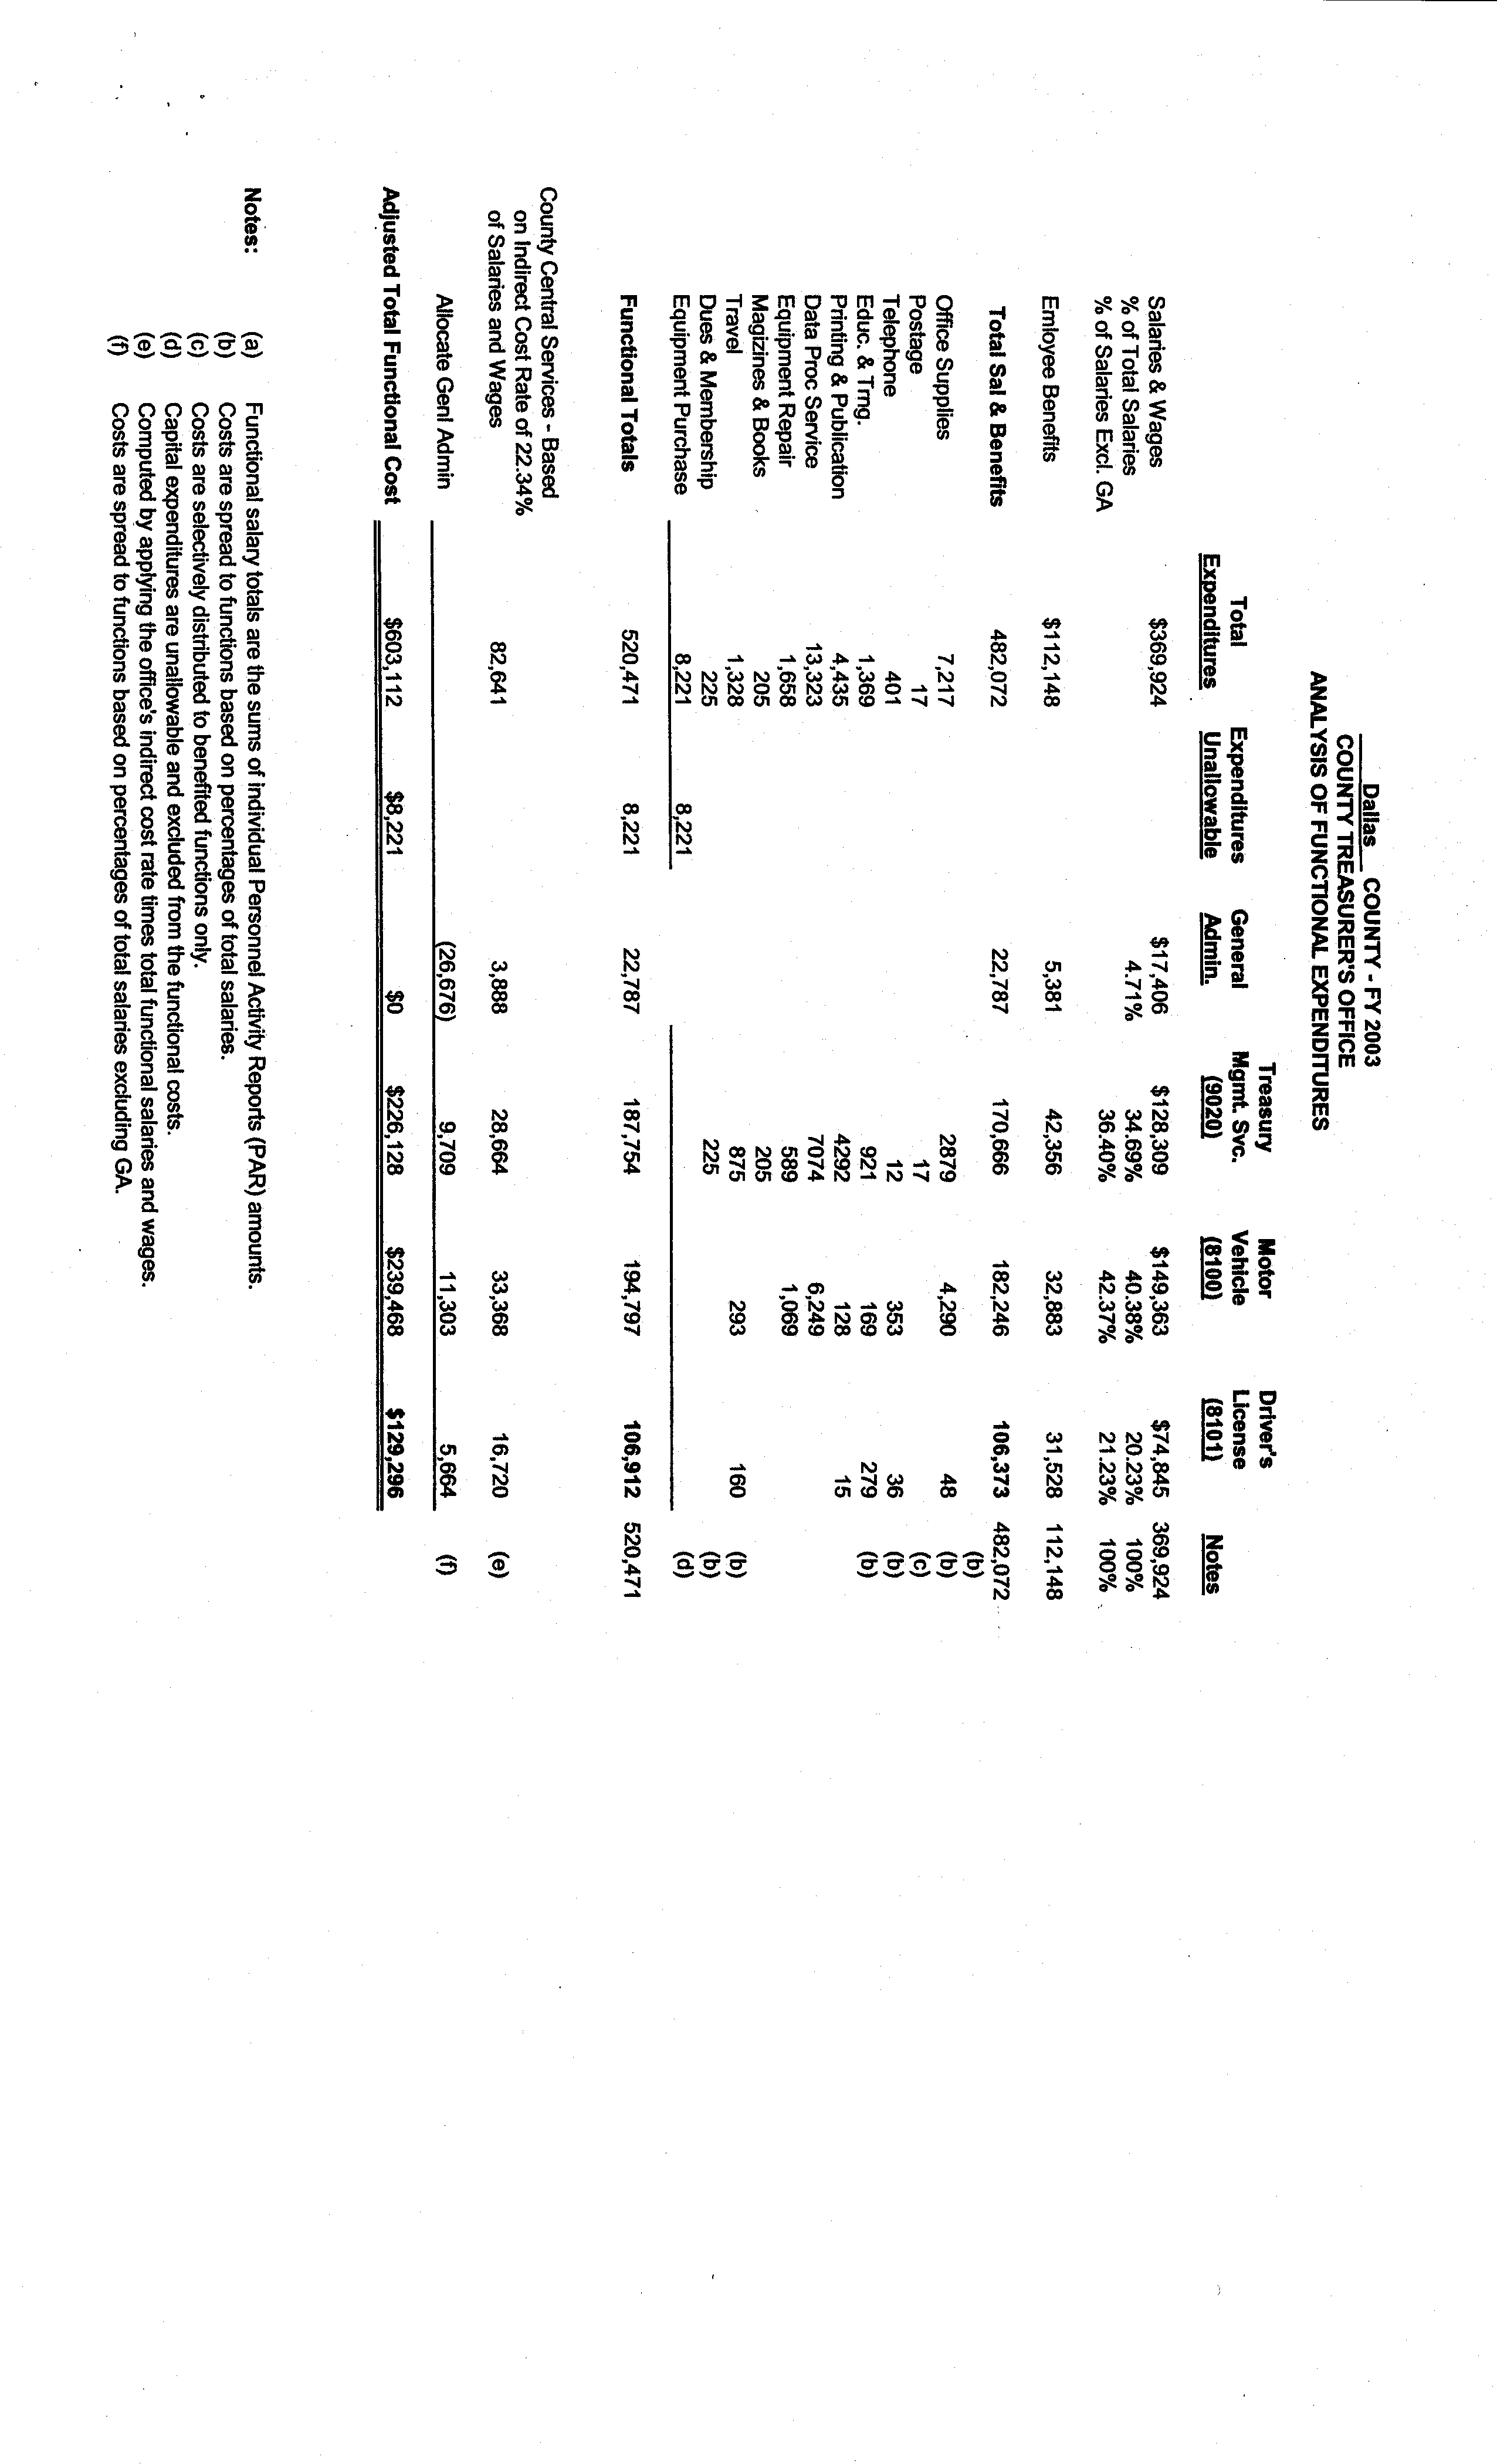 Dallas COUNTY - FY 2003
COUNTY TREASURER'S OFFICE
ANALYSIS OF FUNCTIONAL EXPENDITURES
Treasury Motor Driver's
Total Expenditures General Mgmt. Svc. Vehicle License
Expenditures Unallowable Admin. (9020) (8100) (8101) Notes
Salaries & Wages $369,924 $17,406 $128,309 $149,363 $74,845 369,924
% of Total Salaries 4.71% 34.69% 40.38% 20.23% 100%
% of Salaries Excl. GA 36.40% 42.37% 21.23% 100%
Emloyee Benefits $112,148 5,381 42,356 32,883 31,528 112,148
Total Sal & Benefits 482,072 22,787 170,666 182,246 106,373 482,072
(b)
Office Supplies 7,217 2879 4,290 48 (b)
Postage 17 17 (c)
Telephone 401 12 353 36 (b)
Educ. & Trng. 1,369 921 169 279 (b)
Printing & Publication 4,435 4292 128 15
Data Proc Service 13,323 7074 6,249
Equipment Repair 1,658 589 1,069
Magizines & Books 205 205
Travel 1,328 875 293 160 (b)
Dues & Membership 225 225 (b)
Equipment Purchase 8,221 8,221 (d)
Functional Totals 520,471 8,221 22,787 187,754 194,797 106,912 520,471
County Central Services - Based
on Indirect Cost Rate of 22.34%
of Salaries and Wages 82,641 3,888 28,664 33,368 16,720 (e)
Allocate Genl Admin (26,676) 9,709 11,303 5,664 (f)
Adjusted Total Functional Cost $603,112 $8,221 $0 $226,128 $239,468 $129,296
Notes: (a) Functional salary totals are the sums of individual Personnel Activity Reports (PAR) amounts.
(b) Costs are spread to functions based on percentages of total salaries.
(c) Costs are selectively distributed to benefited functions only.
(d) Capital expenditures are unallowable and excluded from the functional costs.
(e) Computed by applying the office's indirect cost rate times total functional salaries and wages.
(f) Costs are spread to functions based on percentages of total salaries excluding GA.